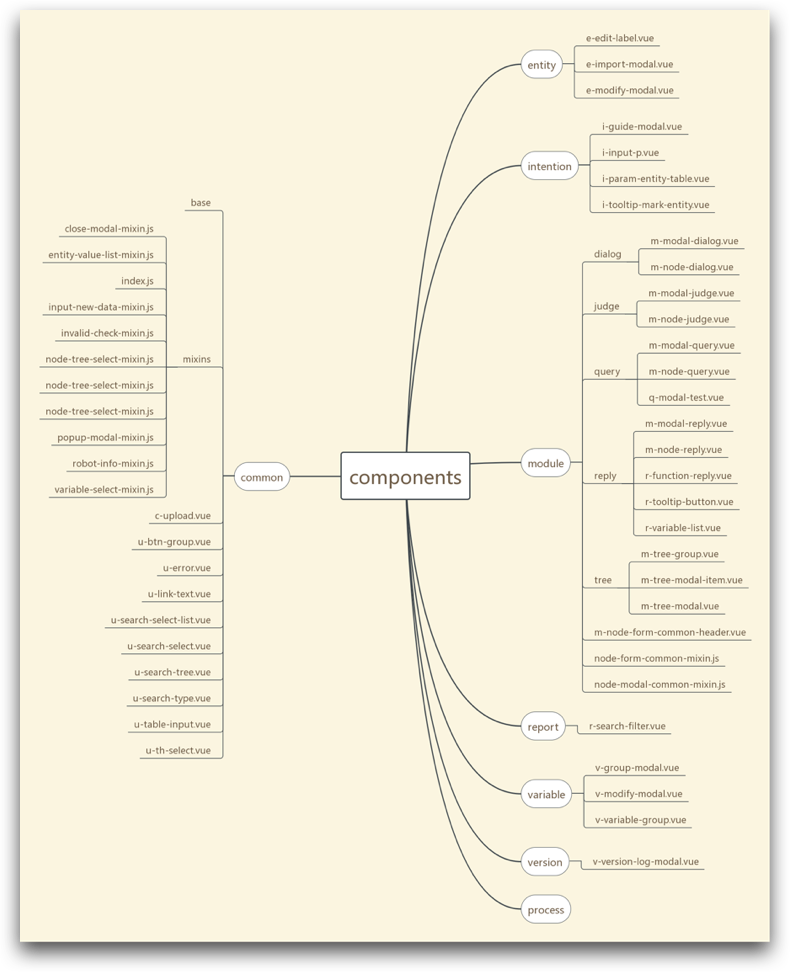 components
entity
e-edit-label.vue
e-import-modal.vue
e-modify-modal.vue
intention
i-guide-modal.vue
i-input-p.vue
i-param-entity-table.vue
i-tooltip-mark-entity.vue
module
dialog
m-modal-dialog.vue
m-node-dialog.vue
judge
m-modal-judge.vue
m-node-judge.vue
query
m-modal-query.vue
m-node-query.vue
q-modal-test.vue
reply
m-modal-reply.vue
m-node-reply.vue
r-function-reply.vue
r-tooltip-button.vue
r-variable-list.vue
tree
m-tree-group.vue
m-tree-modal-item.vue
m-tree-modal.vue
m-node-form-common-header.vue
node-form-common-mixin.js
node-modal-common-mixin.js
report
r-search-filter.vue
variable
v-group-modal.vue
v-modify-modal.vue
v-variable-group.vue
version
v-version-log-modal.vue
process
common
base
mixins
close-modal-mixin.js
entity-value-list-mixin.js
index.js
input-new-data-mixin.js
invalid-check-mixin.js
node-tree-select-mixin.js
node-tree-select-mixin.js
node-tree-select-mixin.js
popup-modal-mixin.js
robot-info-mixin.js
variable-select-mixin.js
c-upload.vue
u-btn-group.vue
u-error.vue
u-link-text.vue
u-search-select-list.vue
u-search-select.vue
u-search-tree.vue
u-search-type.vue
u-table-input.vue
u-th-select.vue